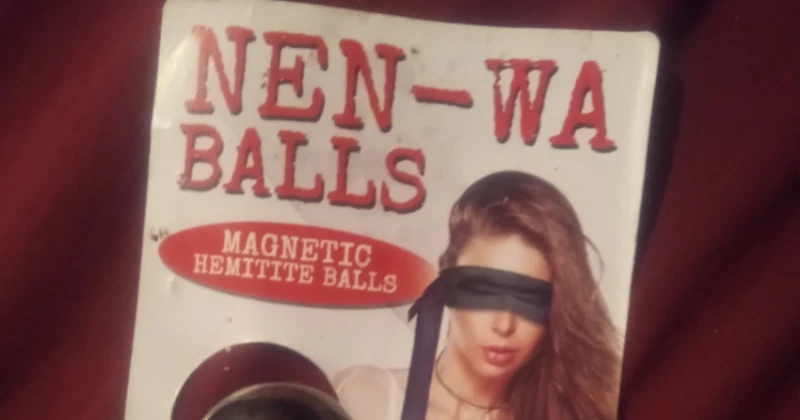 NEN-WA
BALLS
MAGNETIC
HEMITITE BALLS